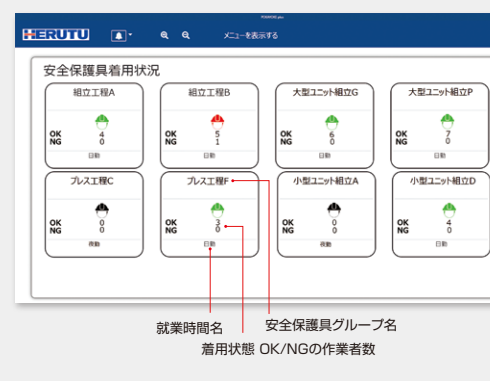 HERUTU
メニューを表示する
安全保護具着用状況
組立工程A
OK 4
NG 0
日勤
組立工程B
OK 5
NG 1
日勤
大型ユニット組立G
OK 6
NG 0
日勤
大型ユニット組立P
OK 7
NG 0
日勤
プレス工程C
OK 0
NG 0
夜勤
プレス工程F
OK 3
NG 0
日勤
小型ユニット組立A
OK 0
NG 0
夜勤
小型ユニット組立D
OK 4
NG 0
日勤
就業時間名
安全保護具グループ名
着用状態 OK/NGの作業者数